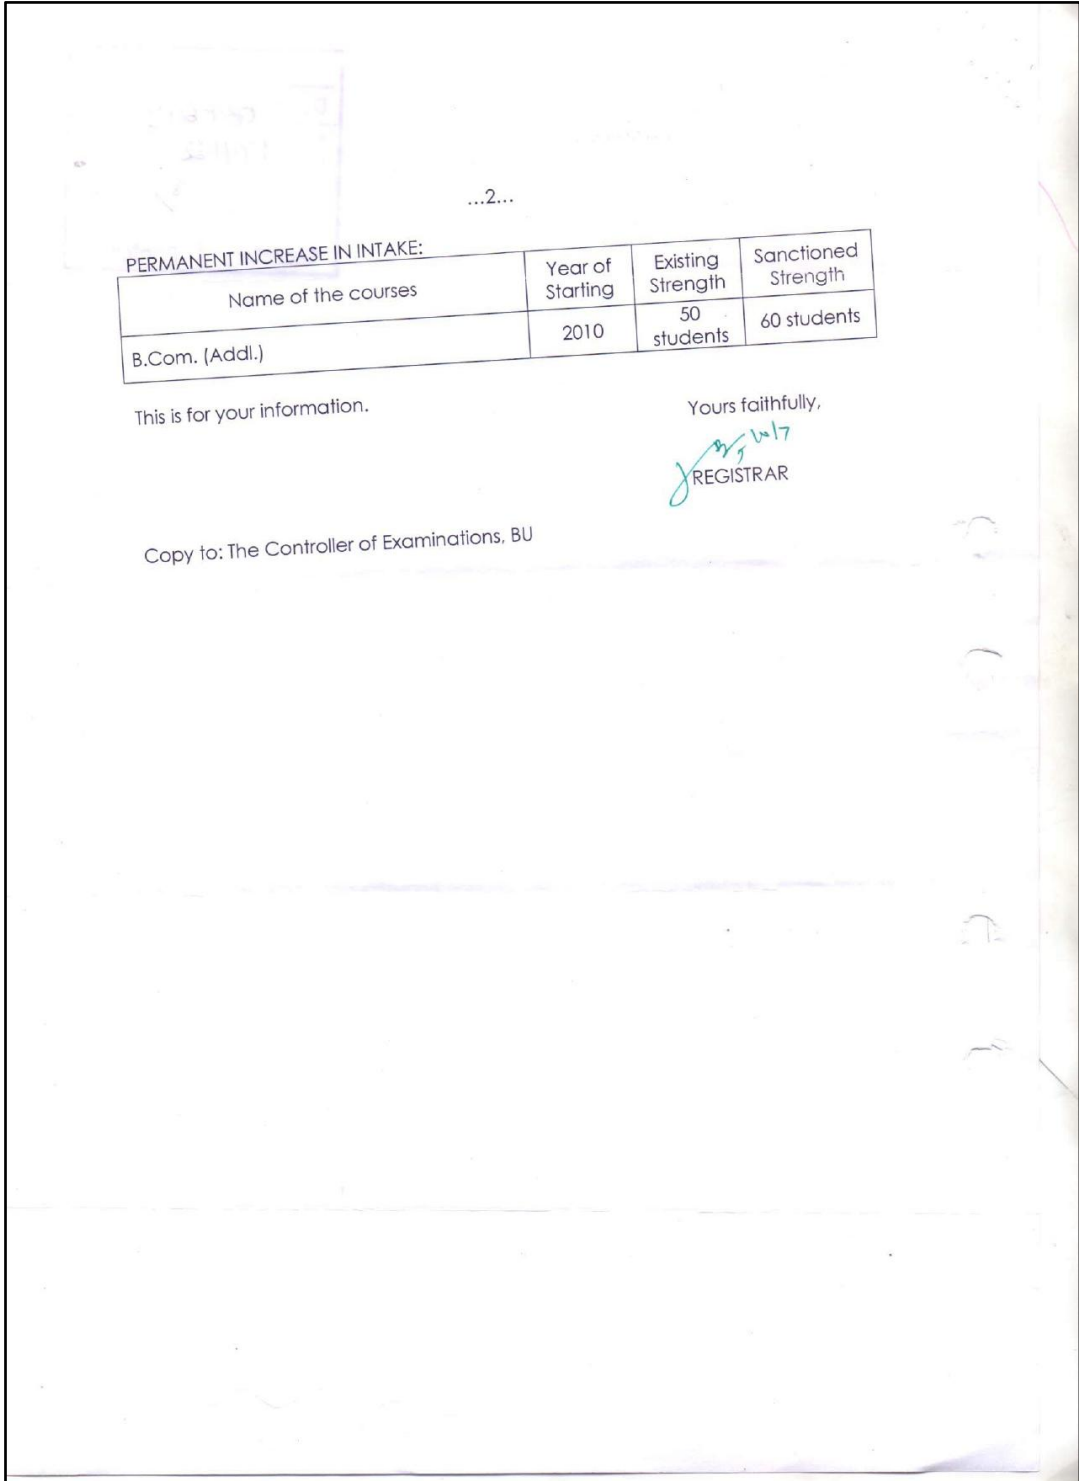 ...2...
PERMANENT INCREASE IN INTAKE:
Name of the courses
Year of
Starting
Existing
Strength
Sanctioned
Strength
B.Com. (Addl.)
2010
50
students
60 students
This is for your information.
Yours faithfully,
REGISTRAR
Copy to: The Controller of Examinations, BU